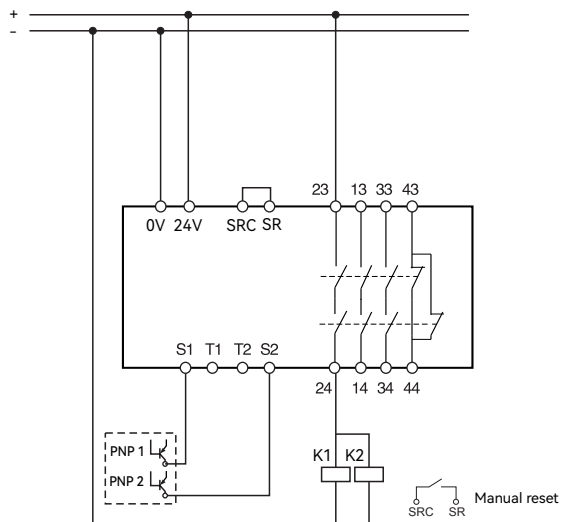 +
-
23 13 33 43
0V 24V SRC SR
S1 T1 T2 S2
24 14 34 44
PNP 1
K1 K2
PNP 2
Manual reset
SRC SR